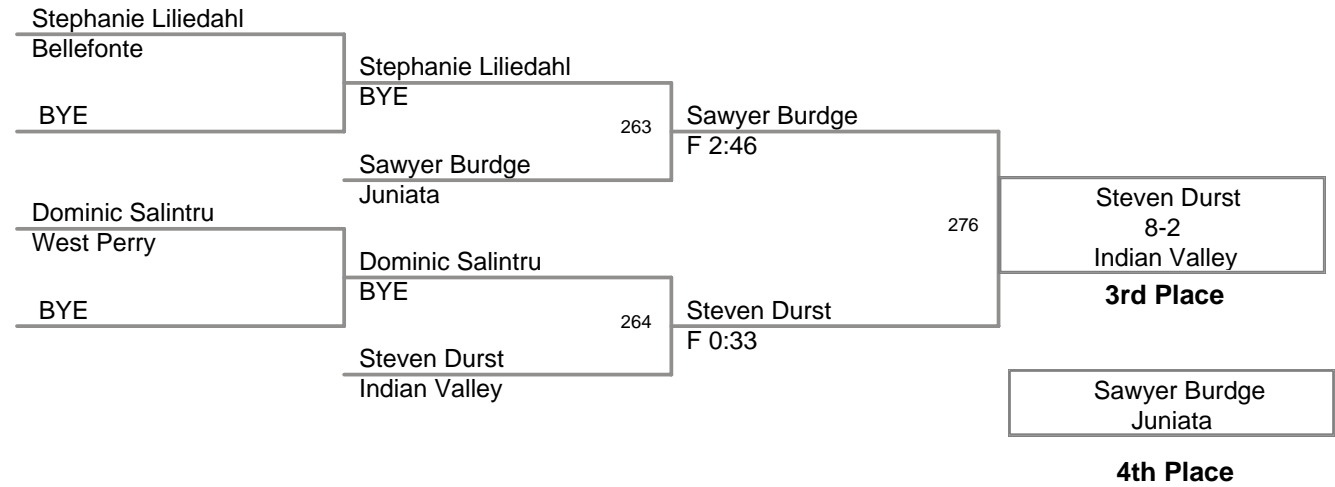 Stephanie Liliedahl
Bellefonte
BYE
Stephanie Liliedahl
BYE
263
Sawyer Burdge
Juniata
Sawyer Burdge
F 2:46
Dominic Salintru
West Perry
BYE
Dominic Salintru
BYE
264
Steven Durst
Indian Valley
Steven Durst
F 0:33
276
Steven Durst
8-2
Indian Valley
3rd Place
Sawyer Burdge
Juniata
4th Place